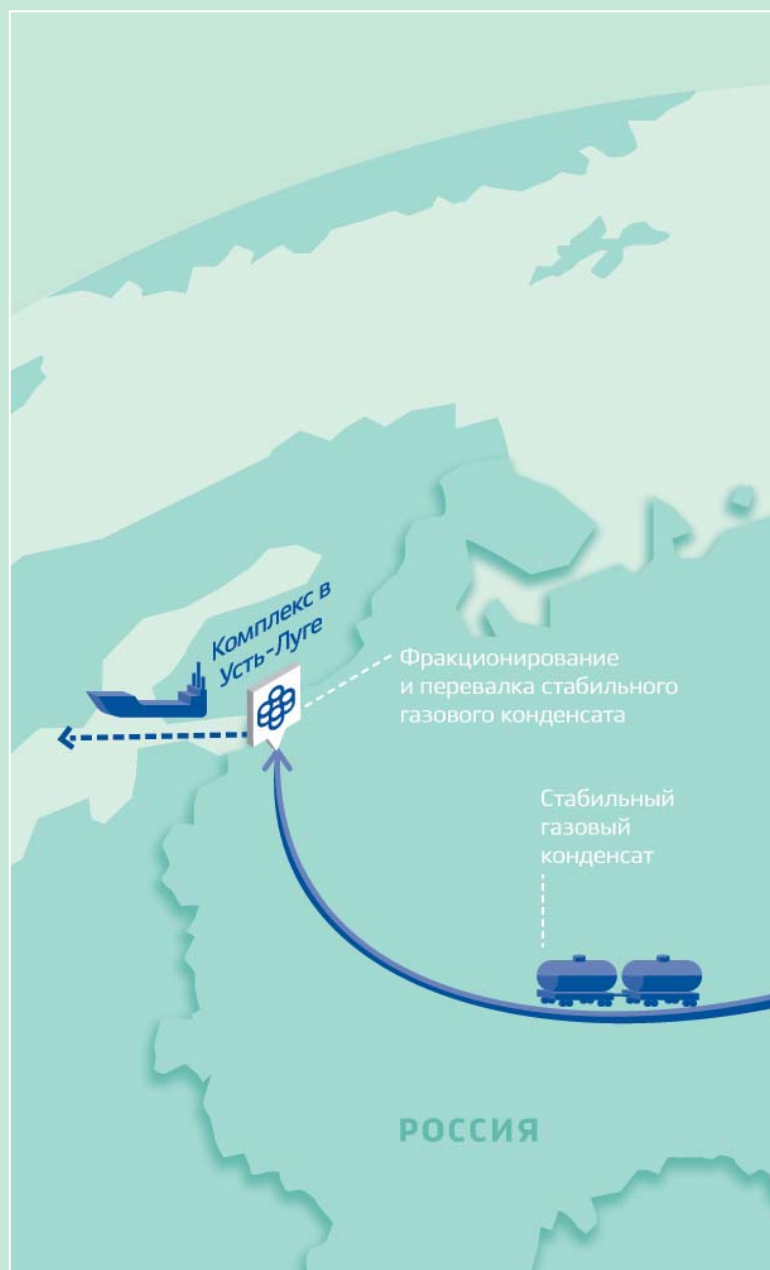 Комплекс в
Усть-Луге
Фракционирование
и перевалка стабильного
газового конденсата
Стабильный
газовый
конденсат
РОССИЯ